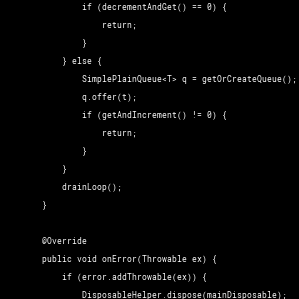 if (decrementAndGet() == 0) {
return;
}
} else {
SimplePlainQueue<T> q = getOrCreateQueue();
q.offer(t);
if (getAndIncrement() != 0) {
return;
}
}
drainLoop();
}
@Override
public void onError(Throwable ex) {
if (error.addThrowable(ex)) {
DisposableHelper.dispose(mainDisposable);